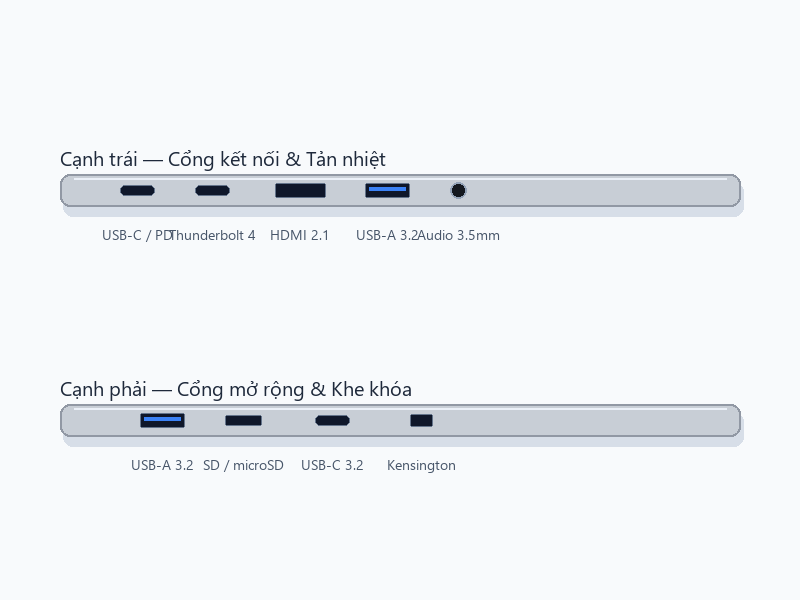 Cạnh trái — Cổng kết nối & Tản nhiệt
USB-C / PD Thunderbolt 4 HDMI 2.1 USB-A 3.2 Audio 3.5mm
Cạnh phải — Cổng mở rộng & Khe khóa
USB-A 3.2 SD / microSD USB-C 3.2 Kensington